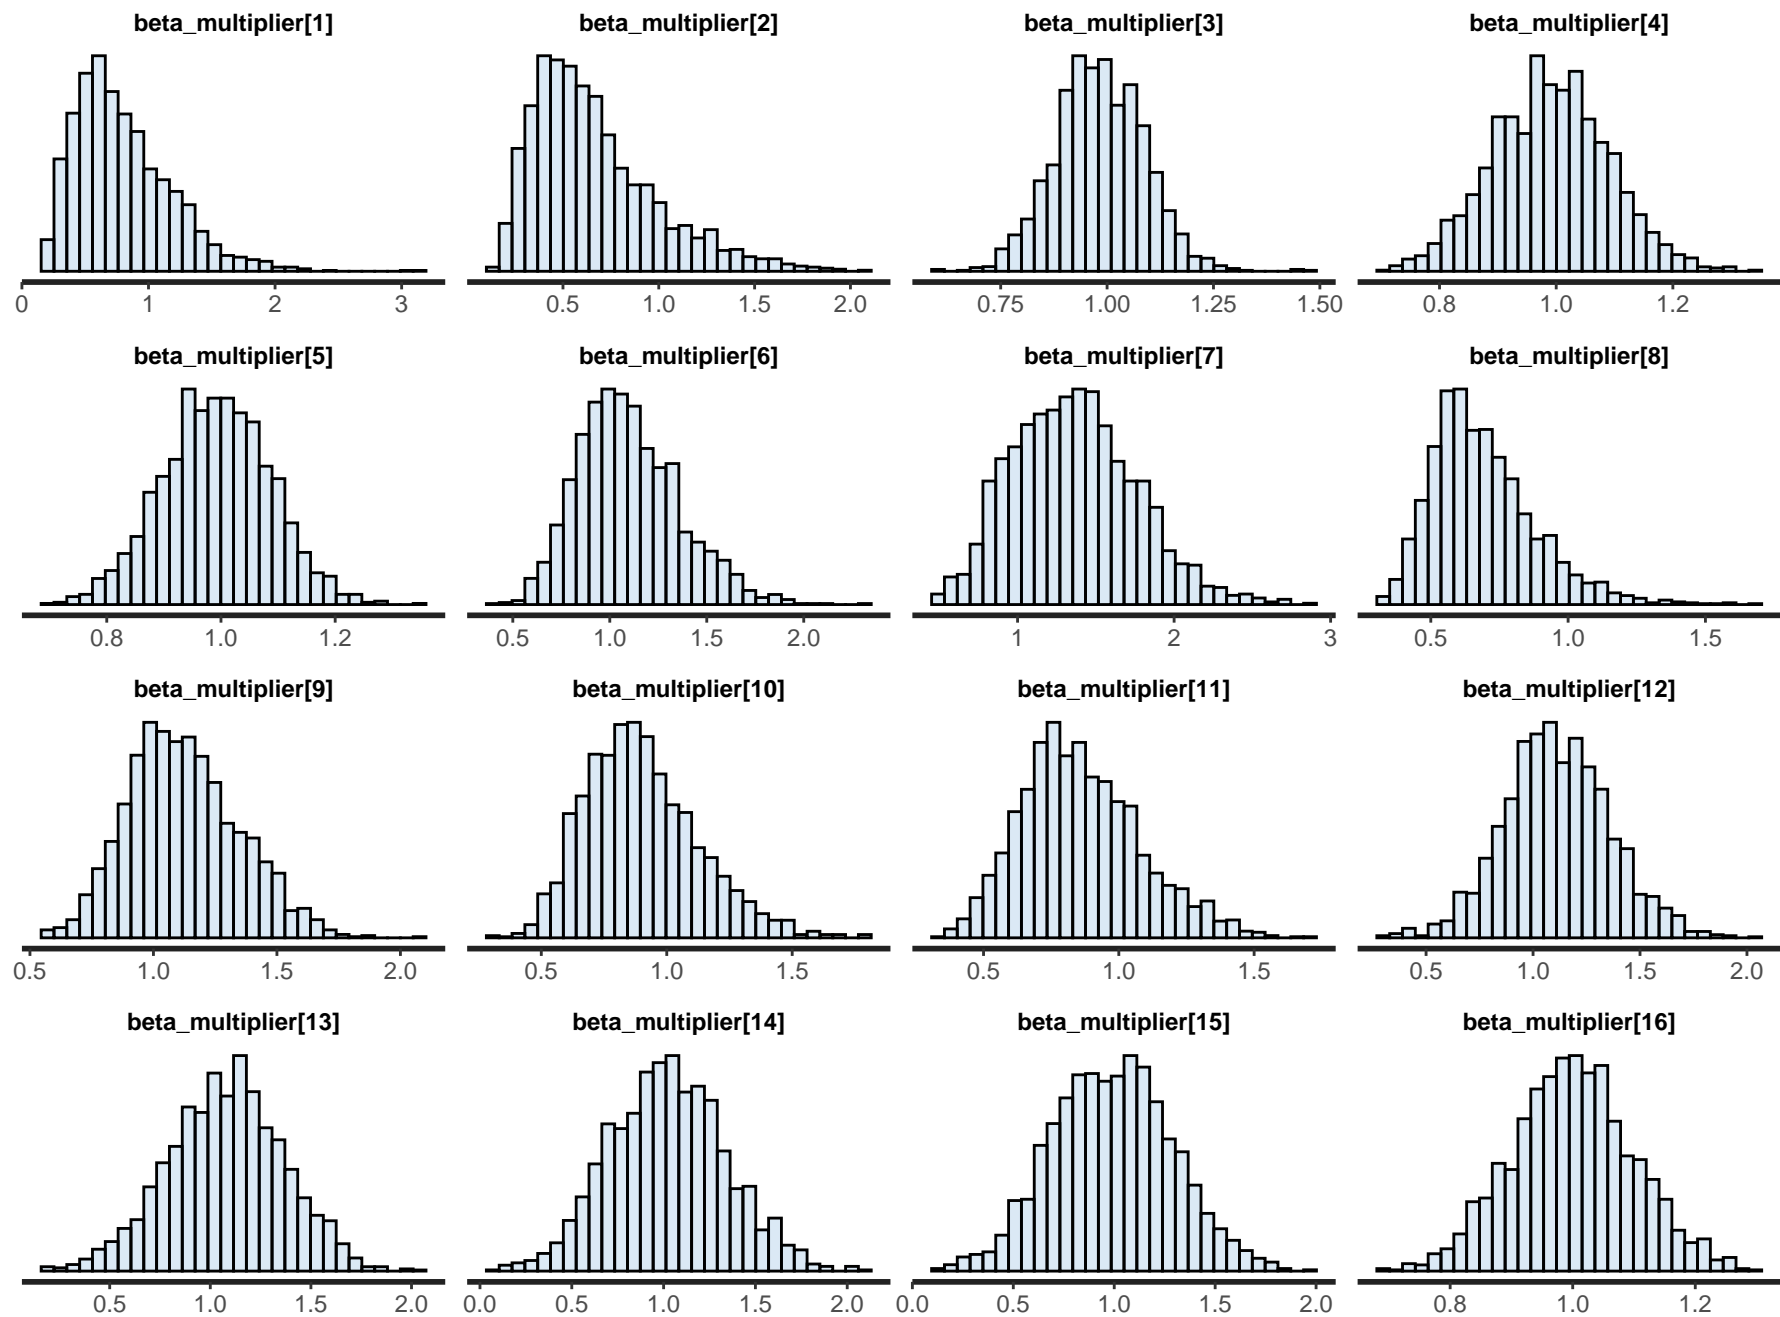 beta_multiplier[1] beta_multiplier[2] beta_multiplier[3] beta_multiplier[4]
0 1 2 3 0.5 1.0 1.5 2.0 0.75 1.00 1.25 1.50 0.8 1.0 1.2
beta_multiplier[5] beta_multiplier[6] beta_multiplier[7] beta_multiplier[8]
0.8 1.0 1.2 0.5 1.0 1.5 2.0 1 2 3 0.5 1.0 1.5
beta_multiplier[9] beta_multiplier[10] beta_multiplier[11] beta_multiplier[12]
0.5 1.0 1.5 2.0 0.5 1.0 1.5 0.5 1.0 1.5 0.5 1.0 1.5 2.0
beta_multiplier[13] beta_multiplier[14] beta_multiplier[15] beta_multiplier[16]
0.5 1.0 1.5 2.0 0.0 0.5 1.0 1.5 2.0 0.0 0.5 1.0 1.5 2.0 0.8 1.0 1.2